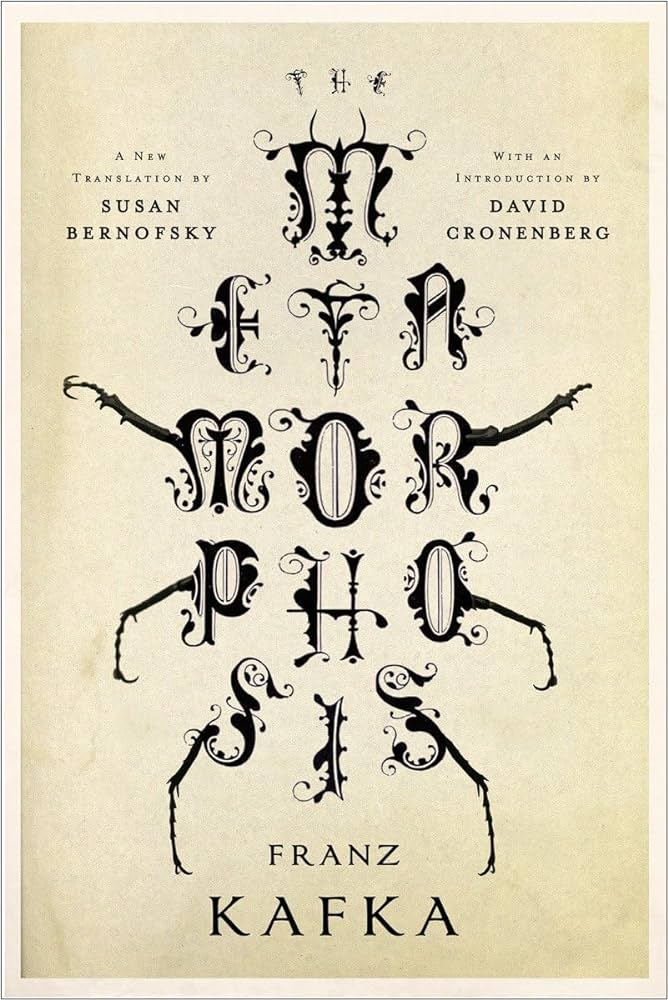 THE
M
A NEW
TRANSLATION BY
SUSAN
BERNOFSKY
WITH AN
INTRODUCTION BY
DAVID
CRONENBERG
ETA
MOR
PHO
SIS
FRANZ
KAFKA